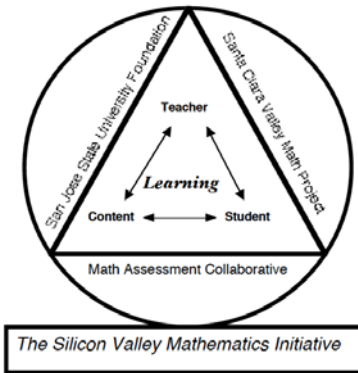 San Jose State University Foundation
Santa Clara Valley Math Project
Teacher
Learning
Content
Student
Math Assessment Collaborative
The Silicon Valley Mathematics Initiative